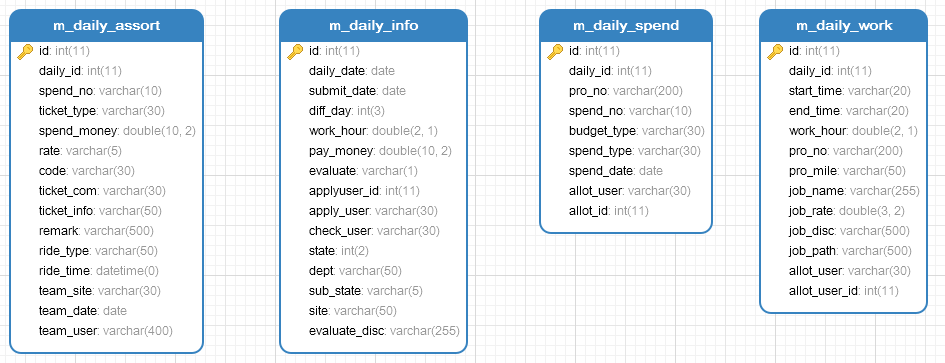 m_daily_assort
id: int(11)
daily_id: int(11)
spend_no: varchar(10)
ticket_type: varchar(30)
spend_money: double(10, 2)
rate: varchar(5)
code: varchar(30)
ticket_com: varchar(30)
ticket_info: varchar(50)
remark: varchar(500)
ride_type: varchar(50)
ride_time: datetime(0)
team_site: varchar(30)
team_date: date
team_user: varchar(400)
m_daily_info
id: int(11)
daily_date: date
submit_date: date
diff_day: int(3)
work_hour: double(2, 1)
pay_money: double(10, 2)
evaluate: varchar(1)
applyuser_id: int(11)
apply_user: varchar(30)
check_user: varchar(30)
state: int(2)
dept: varchar(50)
sub_state: varchar(5)
site: varchar(50)
evaluate_disc: varchar(255)
m_daily_spend
id: int(11)
daily_id: int(11)
pro_no: varchar(200)
spend_no: varchar(10)
budget_type: varchar(30)
spend_type: varchar(30)
spend_date: date
allot_user: varchar(30)
allot_id: int(11)
m_daily_work
id: int(11)
daily_id: int(11)
start_time: varchar(20)
end_time: varchar(20)
work_hour: double(2, 1)
pro_no: varchar(200)
pro_mile: varchar(50)
job_name: varchar(255)
job_rate: double(3, 2)
job_disc: varchar(500)
job_path: varchar(500)
allot_user: varchar(30)
allot_user_id: int(11)